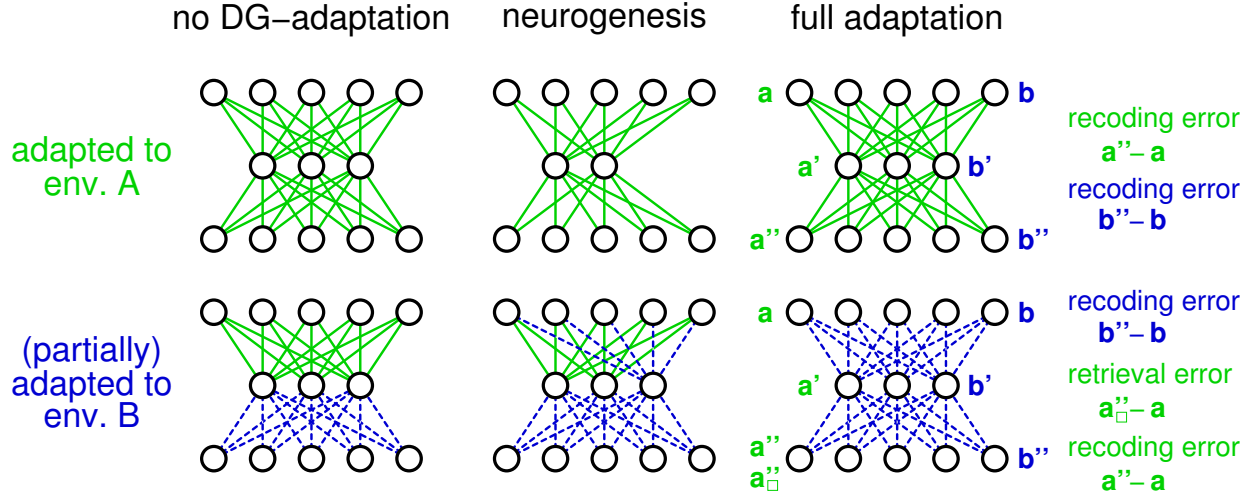 no DG–adaptation
neurogenesis
full adaptation
a
b
adapted to
env. A
a'
b'
recoding error
a''– a
recoding error
b''– b
a''
b''
a
b
recoding error
b''– b
(partially)
adapted to
env. B
a'
b'
retrieval error
a''□– a
a''
b''
recoding error
a''□
a''– a